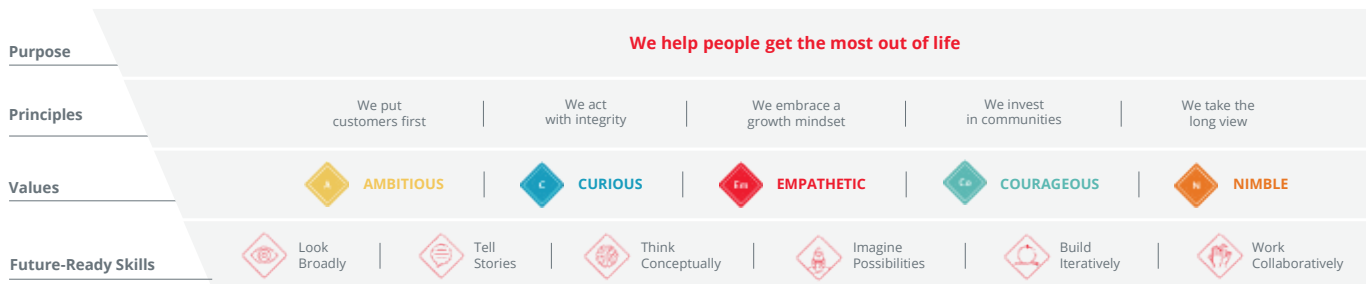 Purpose
We help people get the most out of life
Principles
We put
customers first
We act
with integrity
We embrace a
growth mindset
We invest
in communities
We take the
long view
Values
A AMBITIOUS
C CURIOUS
Em EMPATHETIC
Co COURAGEOUS
N NIMBLE
Future-Ready Skills
Look
Broadly
Tell
Stories
Think
Conceptually
Imagine
Possibilities
Build
Iteratively
Work
Collaboratively